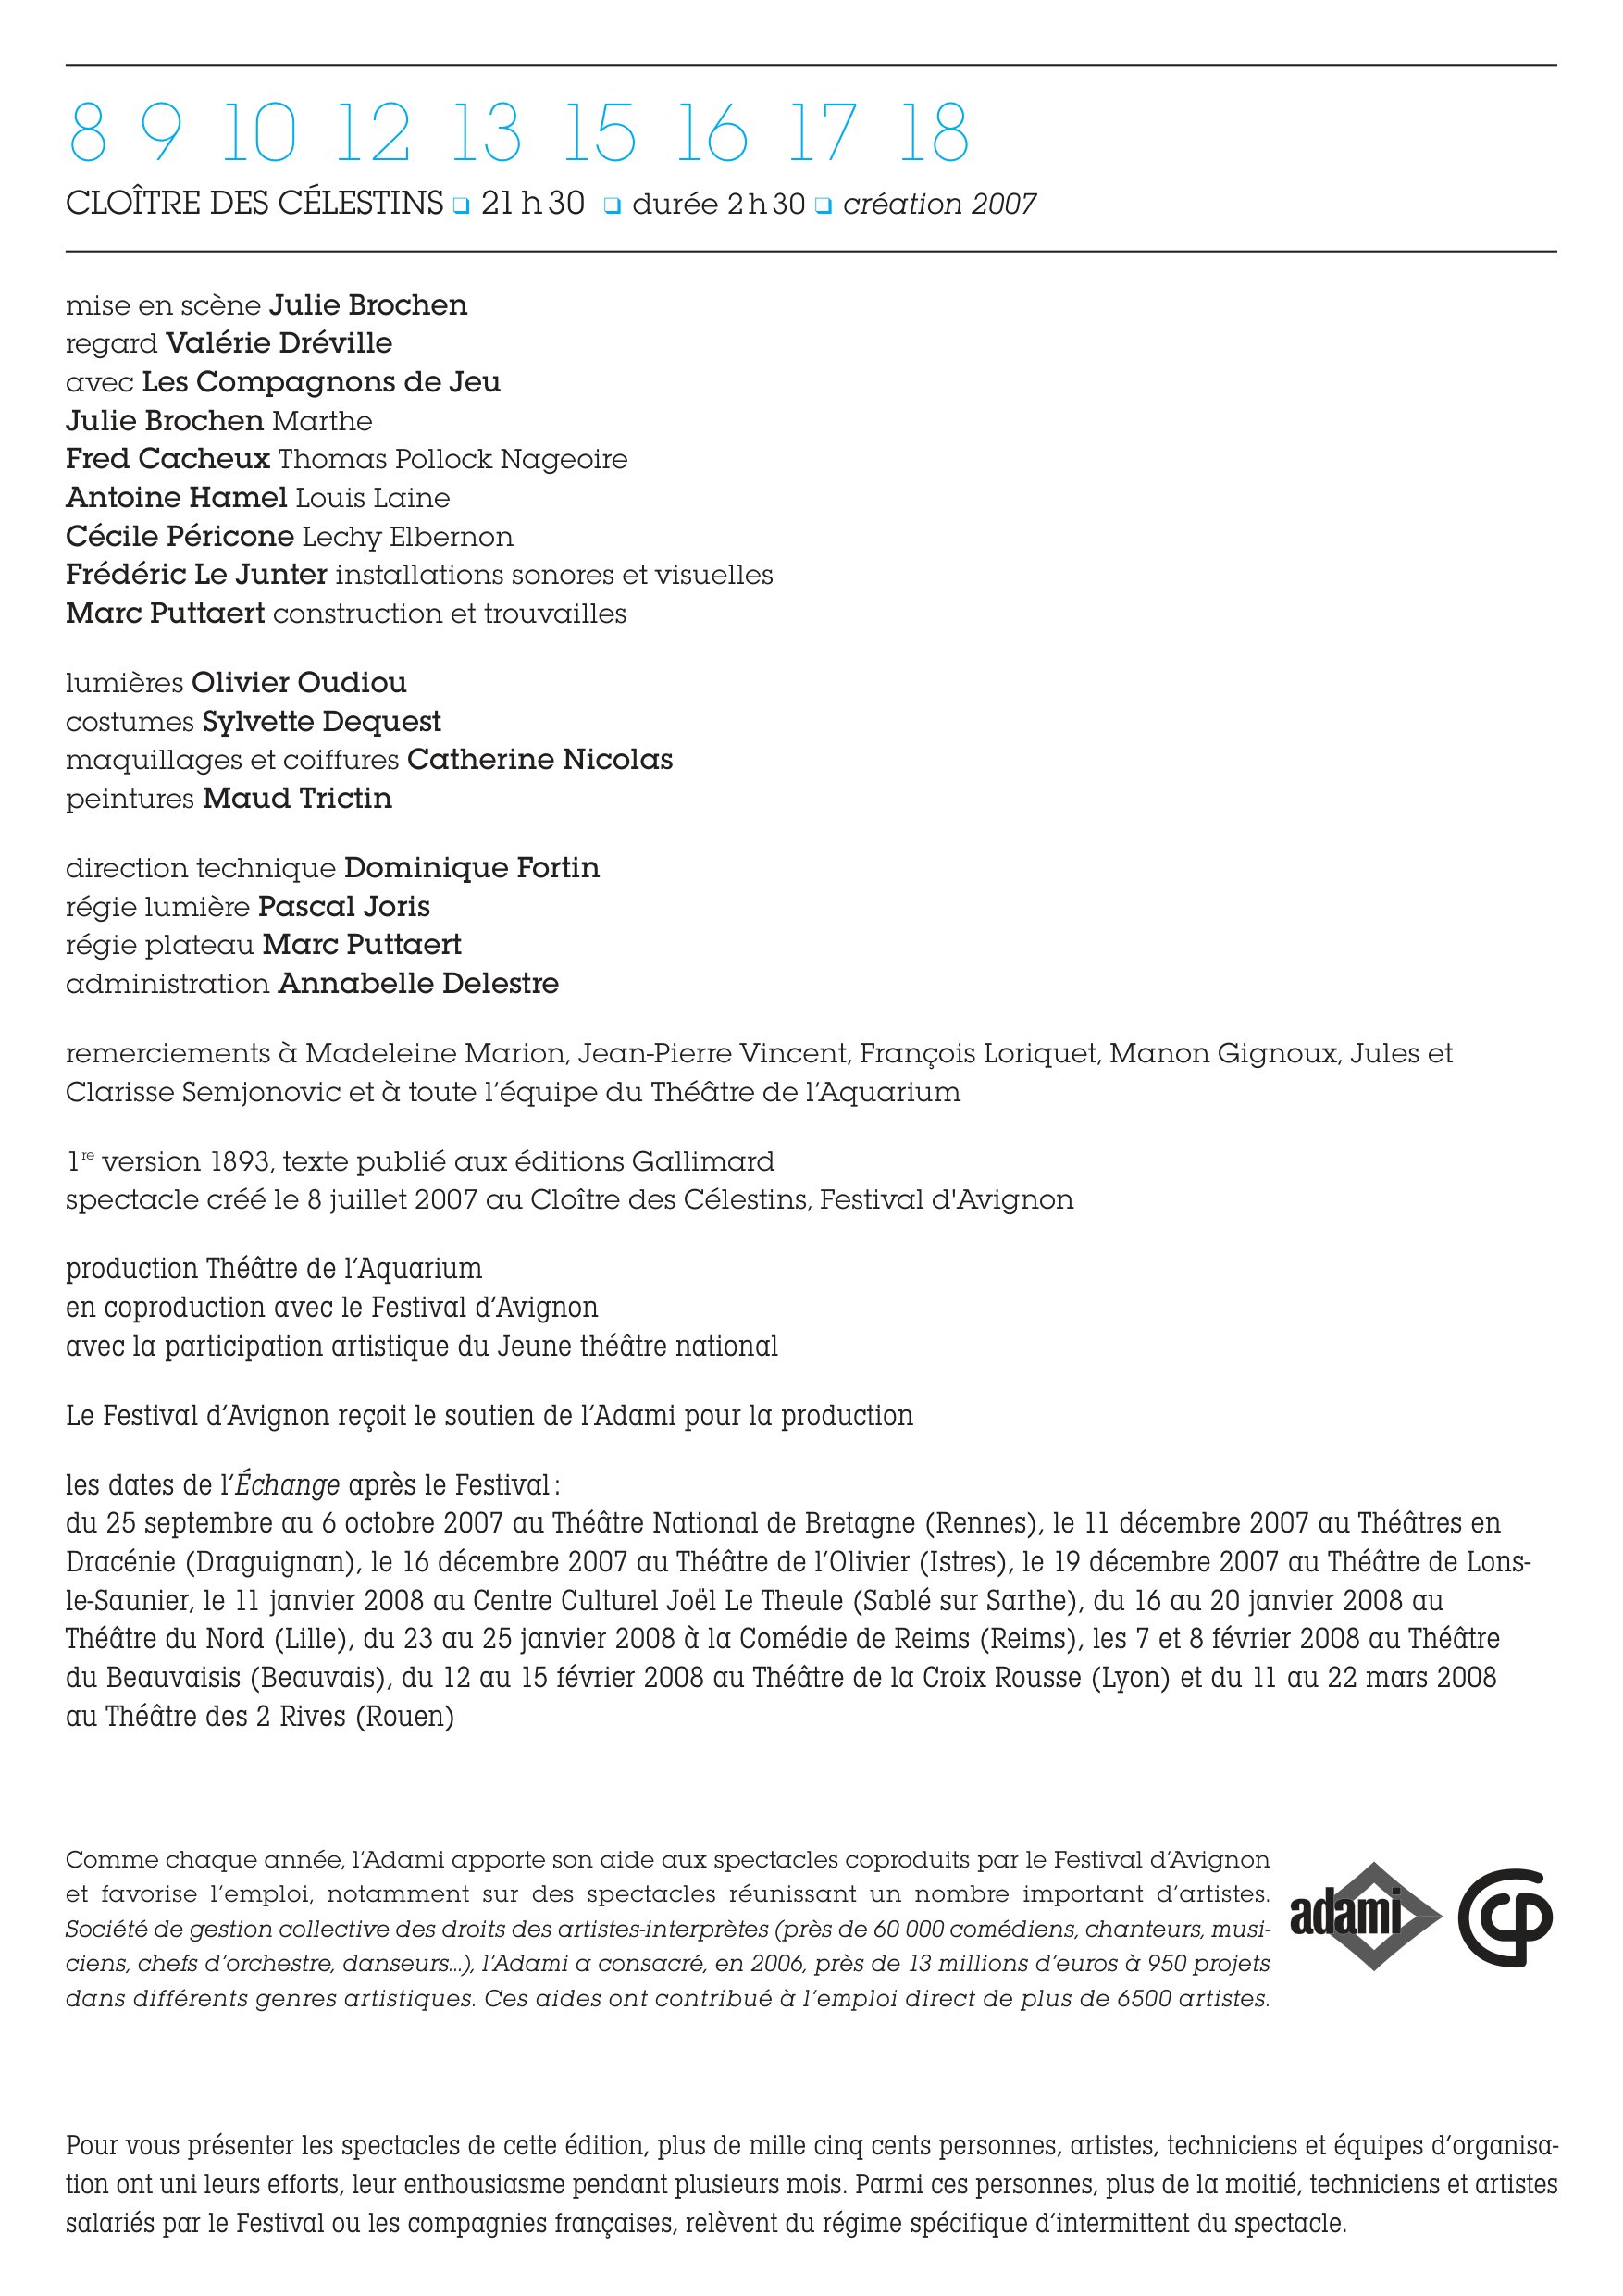 8 9 10 12 13 15 16 17 18
CLOÎTRE DES CÉLESTINS ❑ 21 h 30 ❑ durée 2 h 30 ❑ création 2007
mise en scène Julie Brochen
regard Valérie Dréville
avec Les Compagnons de Jeu
Julie Brochen Marthe
Fred Cacheux Thomas Pollock Nageoire
Antoine Hamel Louis Laine
Cécile Péricone Lechy Elbernon
Frédéric Le Junter installations sonores et visuelles
Marc Puttaert construction et trouvailles
lumières Olivier Oudiou
costumes Sylvette Dequest
maquillages et coiffures Catherine Nicolas
peintures Maud Trictin
direction technique Dominique Fortin
régie lumière Pascal Joris
régie plateau Marc Puttaert
administration Annabelle Delestre
remerciements à Madeleine Marion, Jean-Pierre Vincent, François Loriquet, Manon Gignoux, Jules et
Clarisse Semjonovic et à toute l'équipe du Théâtre de l'Aquarium
1re version 1893, texte publié aux éditions Gallimard
spectacle créé le 8 juillet 2007 au Cloître des Célestins, Festival d'Avignon
production Théâtre de l'Aquarium
en coproduction avec le Festival d'Avignon
avec la participation artistique du Jeune théâtre national
Le Festival d'Avignon reçoit le soutien de l'Adami pour la production
les dates de l'Échange après le Festival :
du 25 septembre au 6 octobre 2007 au Théâtre National de Bretagne (Rennes), le 11 décembre 2007 au Théâtres en
Dracénie (Draguignan), le 16 décembre 2007 au Théâtre de l'Olivier (Istres), le 19 décembre 2007 au Théâtre de Lons-
le-Saunier, le 11 janvier 2008 au Centre Culturel Joël Le Theule (Sablé sur Sarthe), du 16 au 20 janvier 2008 au
Théâtre du Nord (Lille), du 23 au 25 janvier 2008 à la Comédie de Reims (Reims), les 7 et 8 février 2008 au Théâtre
du Beauvaisis (Beauvais), du 12 au 15 février 2008 au Théâtre de la Croix Rousse (Lyon) et du 11 au 22 mars 2008
au Théâtre des 2 Rives (Rouen)
Comme chaque année, l'Adami apporte son aide aux spectacles coproduits par le Festival d'Avignon
et favorise l'emploi, notamment sur des spectacles réunissant un nombre important d'artistes.
Société de gestion collective des droits des artistes-interprètes (près de 60 000 comédiens, chanteurs, musi-
ciens, chefs d'orchestre, danseurs...), l'Adami a consacré, en 2006, près de 13 millions d'euros à 950 projets
dans différents genres artistiques. Ces aides ont contribué à l'emploi direct de plus de 6500 artistes.
adami
Pour vous présenter les spectacles de cette édition, plus de mille cinq cents personnes, artistes, techniciens et équipes d'organisa-
tion ont uni leurs efforts, leur enthousiasme pendant plusieurs mois. Parmi ces personnes, plus de la moitié, techniciens et artistes
salariés par le Festival ou les compagnies françaises, relèvent du régime spécifique d'intermittent du spectacle.